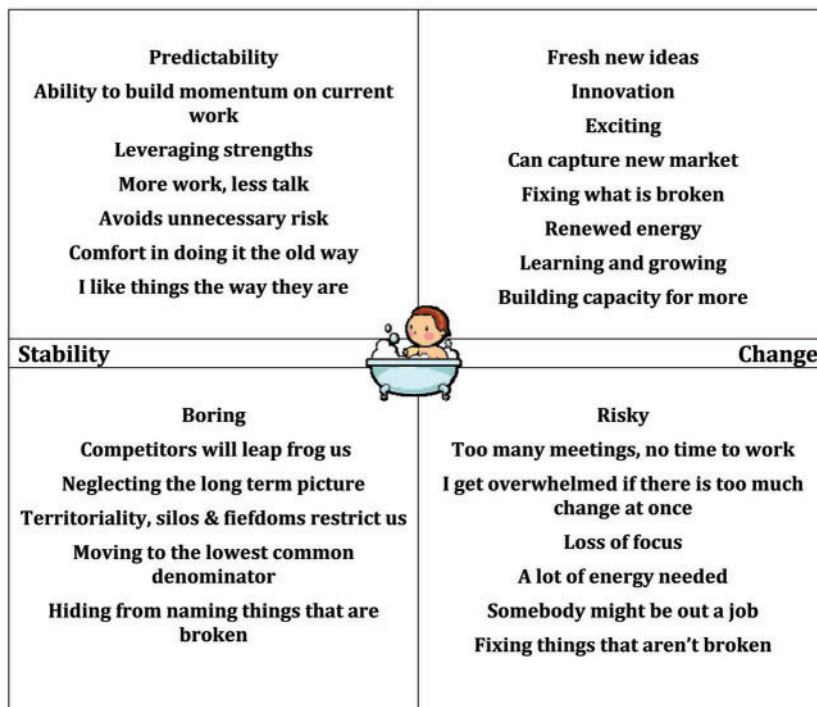 Predictability
Ability to build momentum on current
work
Leveraging strengths
More work, less talk
Avoids unnecessary risk
Comfort in doing it the old way
I like things the way they are
Fresh new ideas
Innovation
Exciting
Can capture new market
Fixing what is broken
Renewed energy
Learning and growing
Building capacity for more
Stability
Change
Boring
Competitors will leap frog us
Neglecting the long term picture
Territoriality, silos & fiefdoms restrict us
Moving to the lowest common
denominator
Hiding from naming things that are
broken
Risky
Too many meetings, no time to work
I get overwhelmed if there is too much
change at once
Loss of focus
A lot of energy needed
Somebody might be out a job
Fixing things that aren't broken